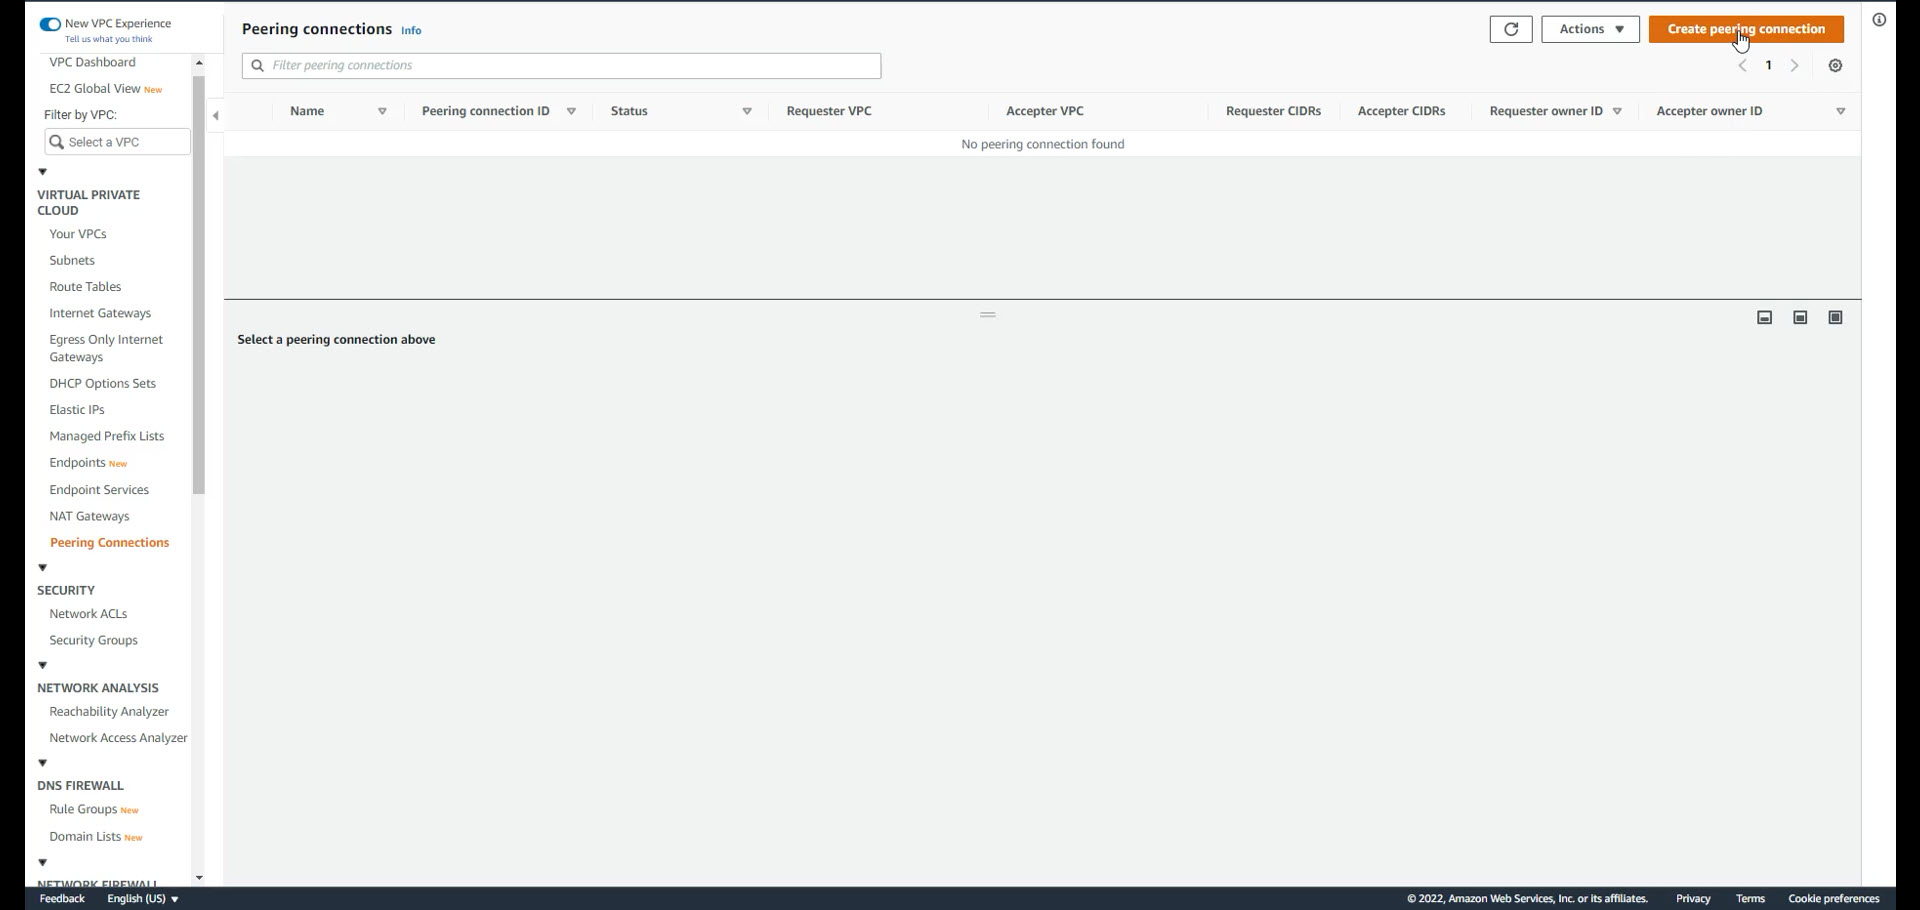 New VPC Experience
Tell us what you think
VPC Dashboard
EC2 Global View New
Filter by VPC:
Select a VPC
VIRTUAL PRIVATE
CLOUD
Your VPCs
Subnets
Route Tables
Internet Gateways
Egress Only Internet
Gateways
DHCP Options Sets
Elastic IPs
Managed Prefix Lists
Endpoints New
Endpoint Services
NAT Gateways
Peering Connections
SECURITY
Network ACLs
Security Groups
NETWORK ANALYSIS
Reachability Analyzer
Network Access Analyzer
DNS FIREWALL
Rule Groups New
Domain Lists New
NETWORK FIREWALL
Peering connections Info
Actions
Create peering connection
Filter peering connections
1
Name Peering connection ID Status Requester VPC Accepter VPC Requester CIDRs Accepter CIDRs Requester owner ID Accepter owner ID
No peering connection found
Select a peering connection above
Feedback English (US) © 2022, Amazon Web Services, Inc. or its affiliates. Privacy Terms Cookie preferences